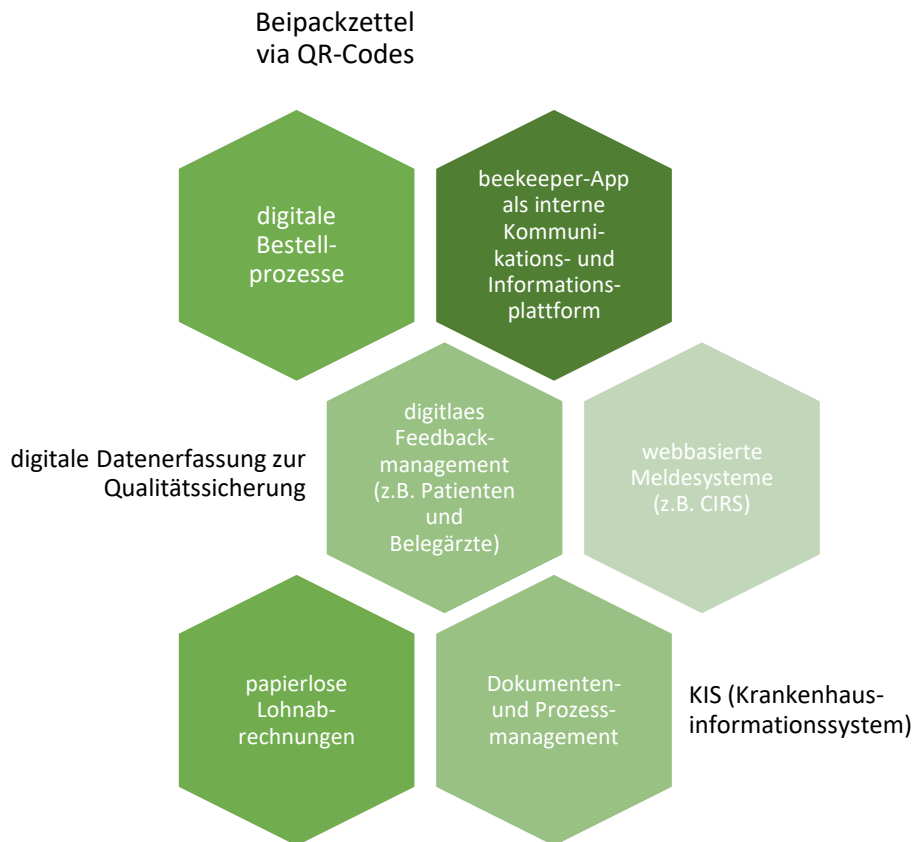 Beipackzettel
via QR-Codes
digitale
Bestell-
prozesse
beekeeper-App
als interne
Kommuni-
kations- und
Informations-
plattform
digitale Datenerfassung zur
Qualitätssicherung
digitlaes
Feedback-
management
(z.B. Patienten
und
Belegärzte)
webbasierte
Meldesysteme
(z.B. CIRS)
papierlose
Lohnab-
rechnungen
Dokumenten-
und Prozess-
management
KIS (Krankenhaus-
informationssystem)